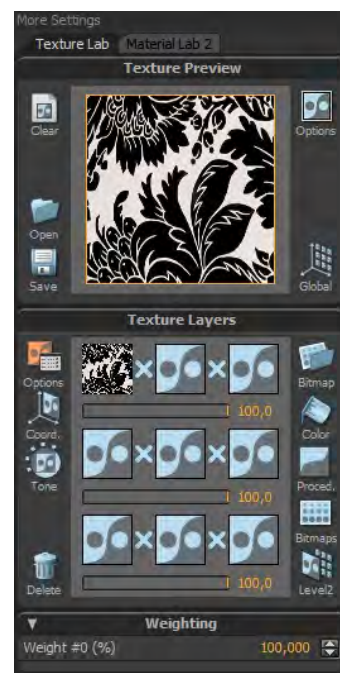 More Settings
Texture Lab Material Lab 2
Texture Preview
Clear
Options
Open
Save
Global
Texture Layers
Options
Bitmap
100,0
Coord.
Color
Tone
Proced.
100,0
Bitmaps
Delete
100,0
Level2
Weighting
Weight #0 (%) 100,000